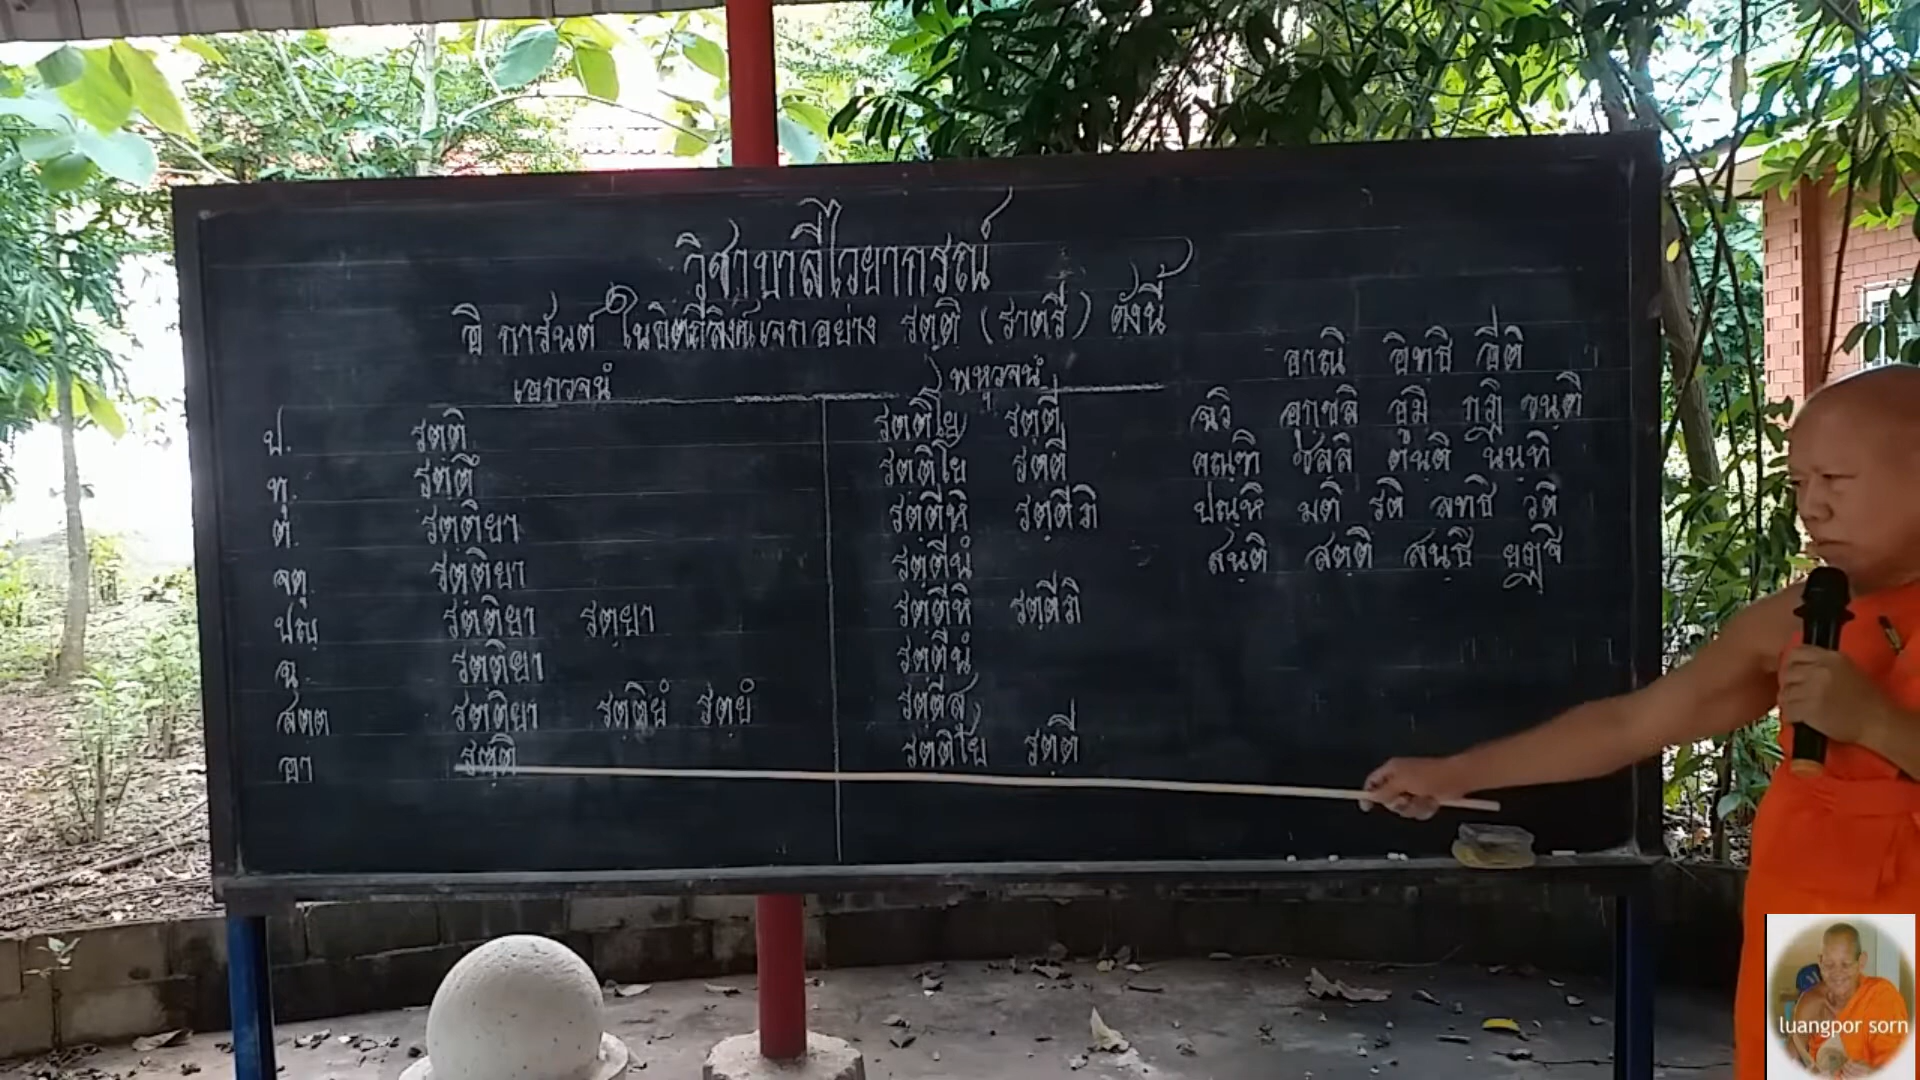 วิชาบาลีไวยากรณ์
อิ การันต์ ในอิตถีลิงค์แจกอย่าง รตฺติ (ราตรี) ดังนี้
เอกวจนํ พหุวจนํ
ป. รตฺติ รตฺติโย รตฺตี
ทุ. รตฺตึ รตฺติโย รตฺตี
ต. รตฺติยา รตฺตีหิ รตฺตีภิ
จตุ. รตฺติยา รตฺตีนํ
ปญฺ รตฺติยา รตฺยา รตฺตีหิ รตฺตีภิ
ฉ. รตฺติยา รตฺตีนํ
สตฺต รตฺติยา รตฺติยํ รตฺยํ รตฺตีสุ
อา รตฺติ รตฺติโย รตฺตี
อาณิ อิทฺธิ อีติ
ฉวิ อุกฺขลิ อูมิ กฏิ ขนฺติ
คณฺฑิ ชลฺลิ ตนฺติ นนฺทิ
ปณฺหิ มติ รติ ลทฺธิ วติ
สนฺติ สตฺติ สนฺธิ
luangpor sorn